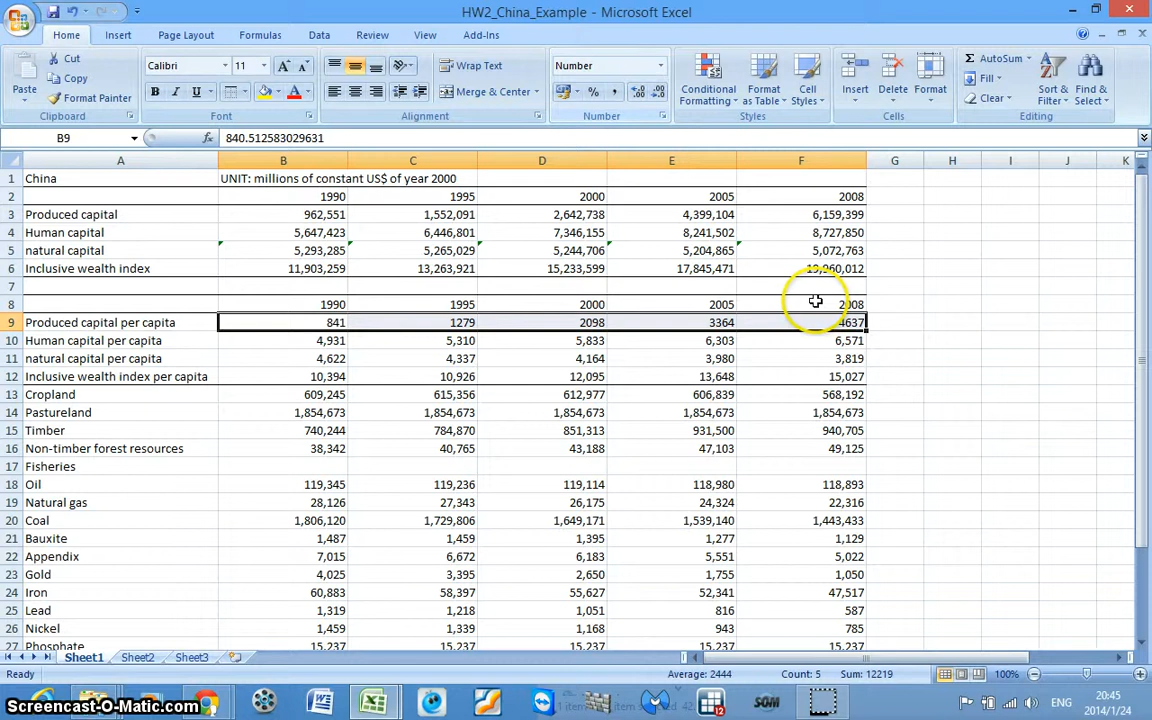 HW2_China_Example - Microsoft Excel
Home Insert Page Layout Formulas Data Review View Add-Ins
Paste Cut Copy Format Painter Clipboard
Calibri 11 B I U A A A Font
Wrap Text Merge & Center Alignment
Number % , Number
Conditional Formatting Format as Table Cell Styles Styles
Insert Delete Format Cells
Σ AutoSum Fill Clear Sort & Filter Find & Select Editing
B9 fx 840.512583029631
A B C D E F G H I J K
1 China UNIT: millions of constant US$ of year 2000
2 1990 1995 2000 2005 2008
3 Produced capital 962,551 1,552,091 2,642,738 4,399,104 6,159,399
4 Human capital 5,647,423 6,446,801 7,346,155 8,241,502 8,727,850
5 natural capital 5,293,285 5,265,029 5,244,706 5,204,865 5,072,763
6 Inclusive wealth index 11,903,259 13,263,921 15,233,599 17,845,471 19,960,012
7
8 1990 1995 2000 2005 2008
9 Produced capital per capita 841 1279 2098 3364 4637
10 Human capital per capita 4,931 5,310 5,833 6,303 6,571
11 natural capital per capita 4,622 4,337 4,164 3,980 3,819
12 Inclusive wealth index per capita 10,394 10,926 12,095 13,648 15,027
13 Cropland 609,245 615,356 612,977 606,839 568,192
14 Pastureland 1,854,673 1,854,673 1,854,673 1,854,673 1,854,673
15 Timber 740,244 784,870 851,313 931,500 940,705
16 Non-timber forest resources 38,342 40,765 43,188 47,103 49,125
17 Fisheries
18 Oil 119,345 119,236 119,114 118,980 118,893
19 Natural gas 28,126 27,343 26,175 24,324 22,316
20 Coal 1,806,120 1,729,806 1,649,171 1,539,140 1,443,433
21 Bauxite 1,487 1,459 1,395 1,277 1,129
22 Appendix 7,015 6,672 6,183 5,551 5,022
23 Gold 4,025 3,395 2,650 1,755 1,050
24 Iron 60,883 58,397 55,627 52,341 47,517
25 Lead 1,319 1,218 1,051 816 587
26 Nickel 1,459 1,339 1,168 943 785
27 Phosphate 15,237 15,237 15,237 15,237 15,237
Sheet1 Sheet2 Sheet3
Ready Average: 2444 Count: 5 Sum: 12219 100%
Screencast-O-Matic.com 12 SOM ENG 20:45
2014/1/24